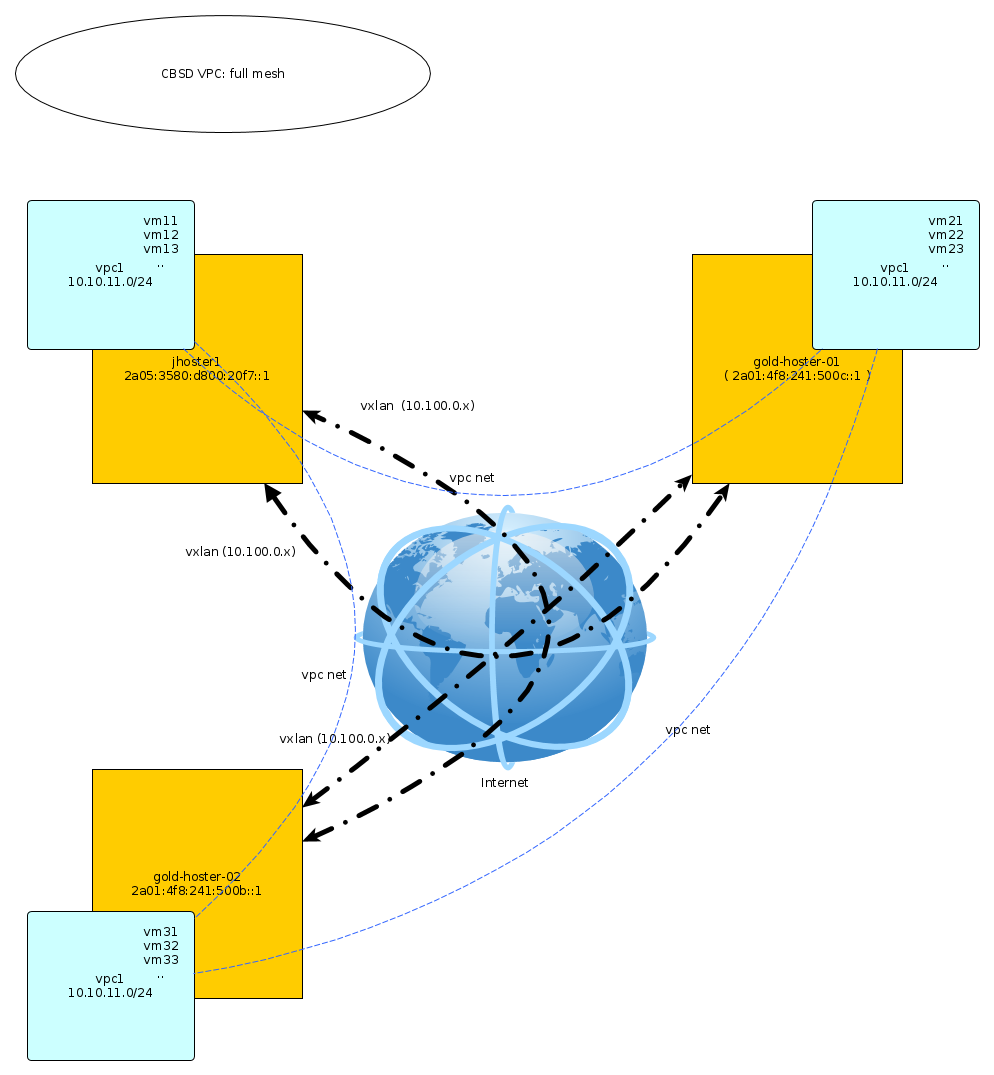 CBSD VPC: full mesh
vm11
vm12
vm13
vpc1 ..
10.10.11.0/24
jhoster1
2a05:3580:d800:20f7::1
vm21
vm22
vm23
vpc1 ..
10.10.11.0/24
gold-hoster-01
( 2a01:4f8:241:500c::1 )
vxlan (10.100.0.x)
vpc net
vxlan (10.100.0.x)
vpc net
vpc net
vxlan (10.100.0.x)
Internet
gold-hoster-02
2a01:4f8:241:500b::1
vm31
vm32
vm33
vpc1 ..
10.10.11.0/24